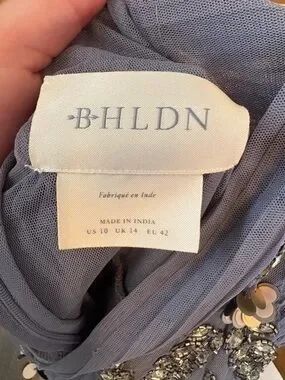 BHLDN
Fabriqué en Inde
MADE IN INDIA
US 10 UK 14 EU 42